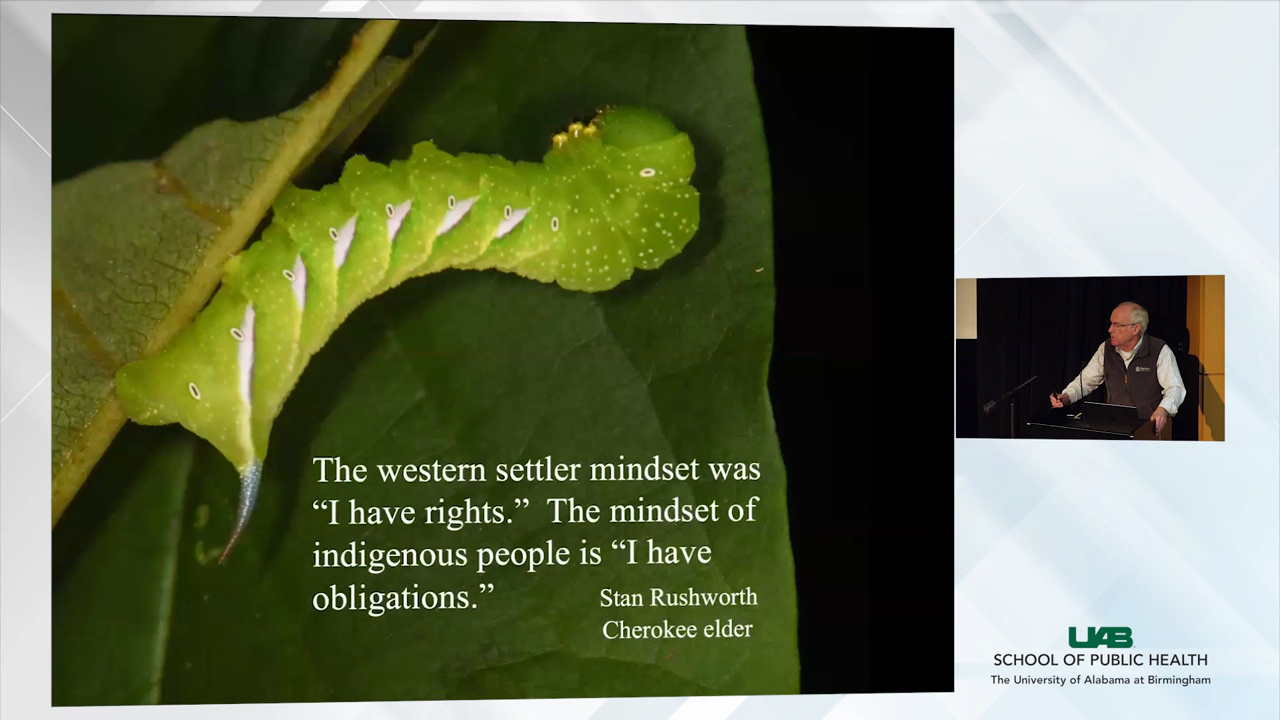 The western settler mindset was
“I have rights.”  The mindset of
indigenous people is “I have
obligations.”
Stan Rushworth
Cherokee elder
UAB
SCHOOL OF PUBLIC HEALTH
The University of Alabama at Birmingham